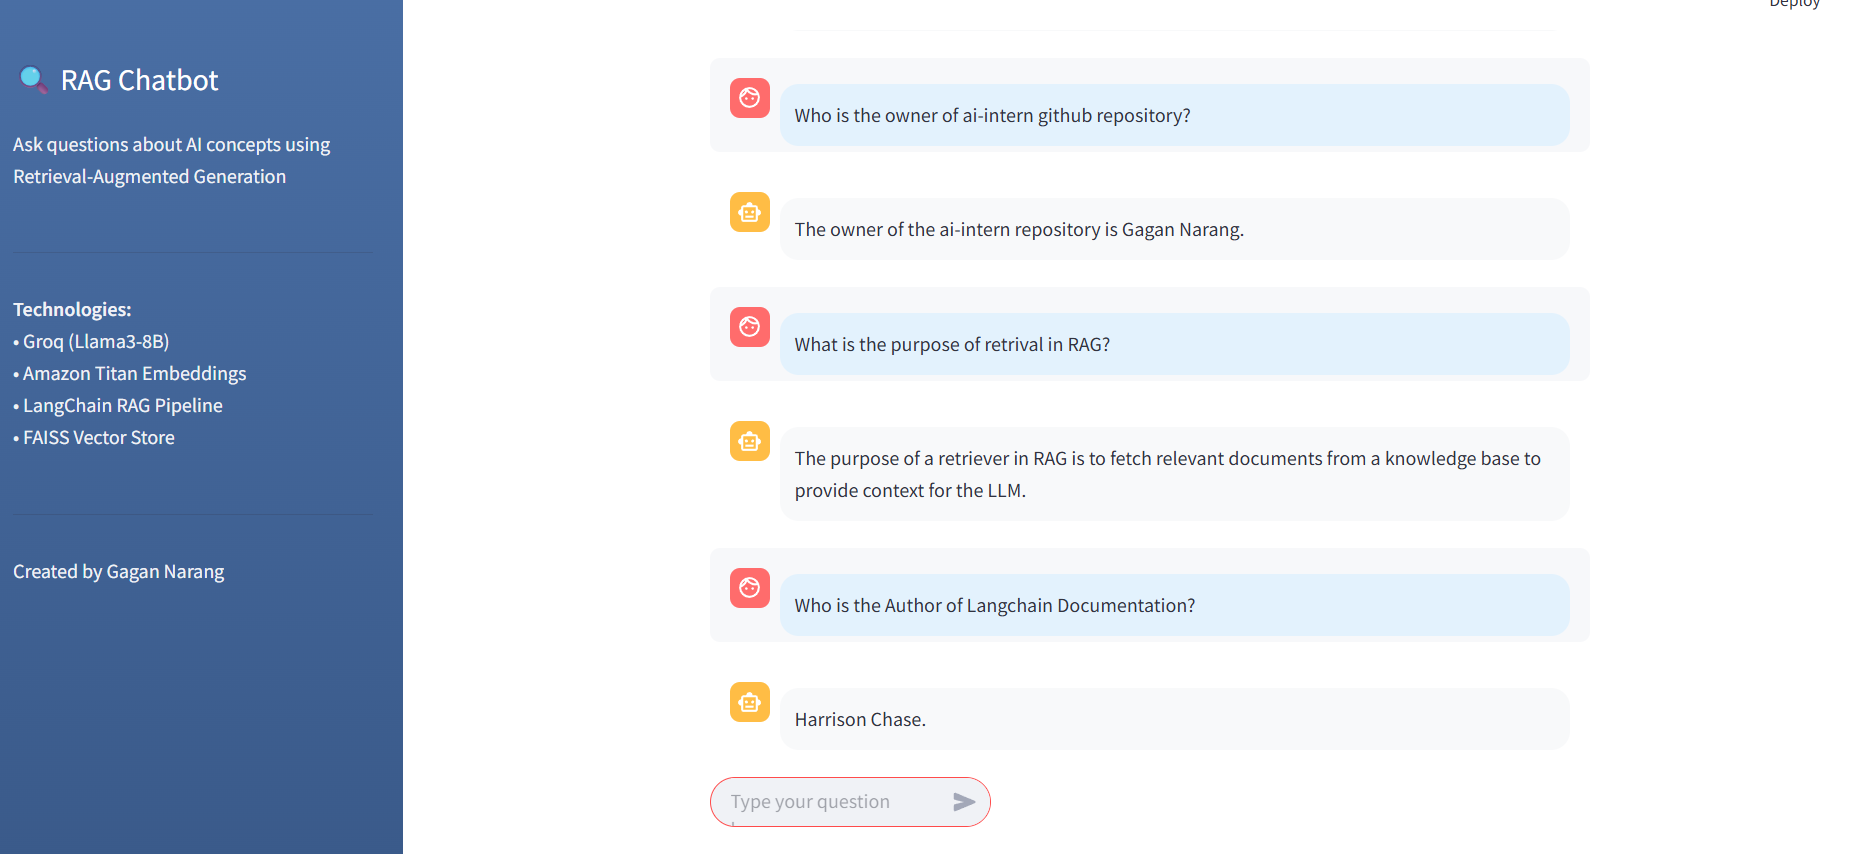 Deploy
RAG Chatbot
Ask questions about AI concepts using
Retrieval-Augmented Generation
Technologies:
• Groq (Llama3-8B)
• Amazon Titan Embeddings
• LangChain RAG Pipeline
• FAISS Vector Store
Created by Gagan Narang
Who is the owner of ai-intern github repository?
The owner of the ai-intern repository is Gagan Narang.
What is the purpose of retrival in RAG?
The purpose of a retriever in RAG is to fetch relevant documents from a knowledge base to
provide context for the LLM.
Who is the Author of Langchain Documentation?
Harrison Chase.
Type your question